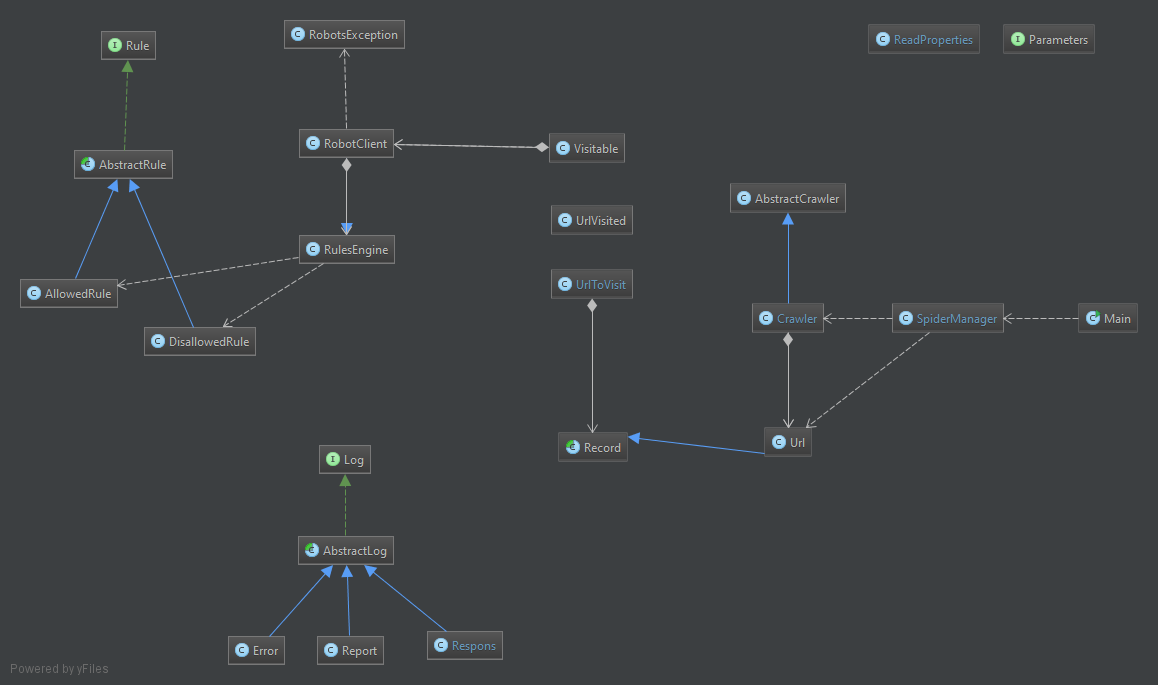 RobotsException
ReadProperties
Parameters
Rule
RobotClient
Visitable
AbstractRule
AbstractCrawler
UrlVisited
RulesEngine
UrlToVisit
AllowedRule
Crawler
SpiderManager
Main
DisallowedRule
Url
Record
Log
AbstractLog
Error
Report
Respons
Powered by yFiles